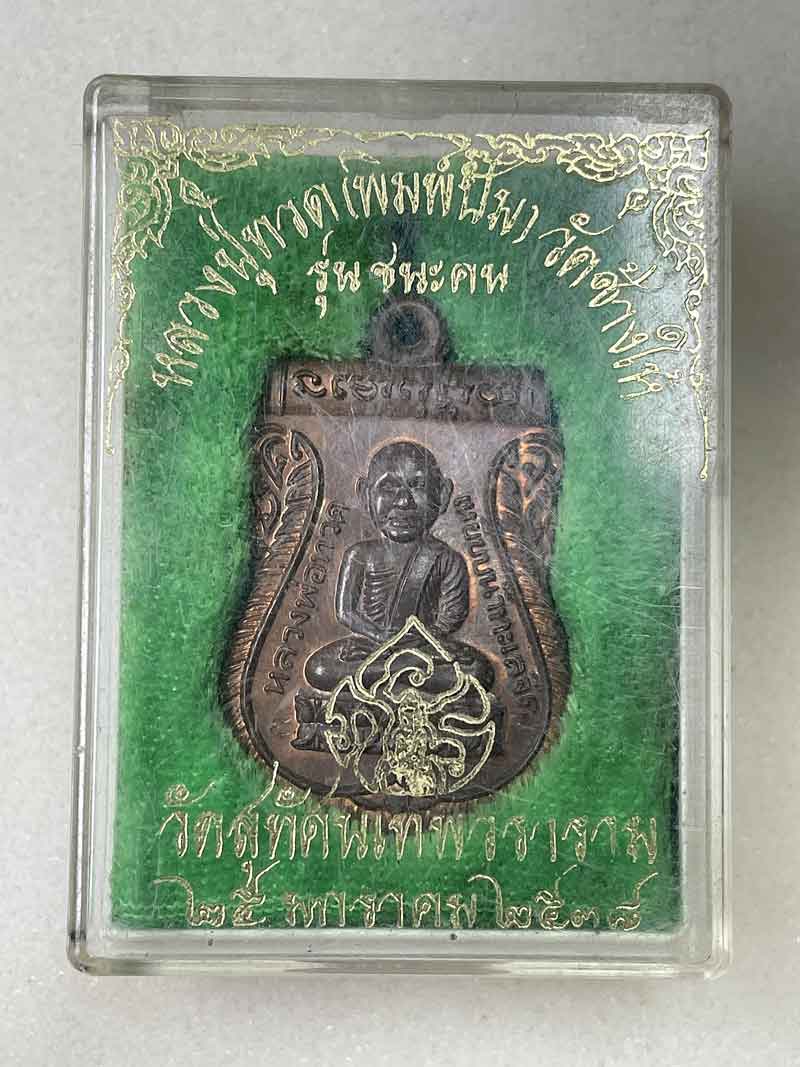 หลวงปู่ทวด (พิมพ์ปั๊ม) วัดช้างให้
รุ่น ชนะคน
หลวงพ่อทวด
วัดสุทัศน์เทพวราราม
๒๕ มกราคม ๒๕๓๘